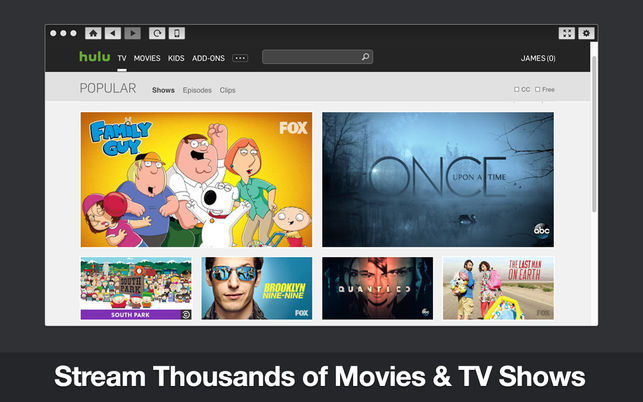 hulu TV MOVIES KIDS ADD-ONS JAMES (0)
POPULAR Shows Episodes Clips CC Free
FAMILY GUY
FOX
ONCE UPON A TIME
abc
SOUTH PARK
SOUTH PARK
BROOKLYN NINE-NINE
FOX
QUANTICO
abc
THE LAST MAN ON EARTH
FOX
Stream Thousands of Movies & TV Shows